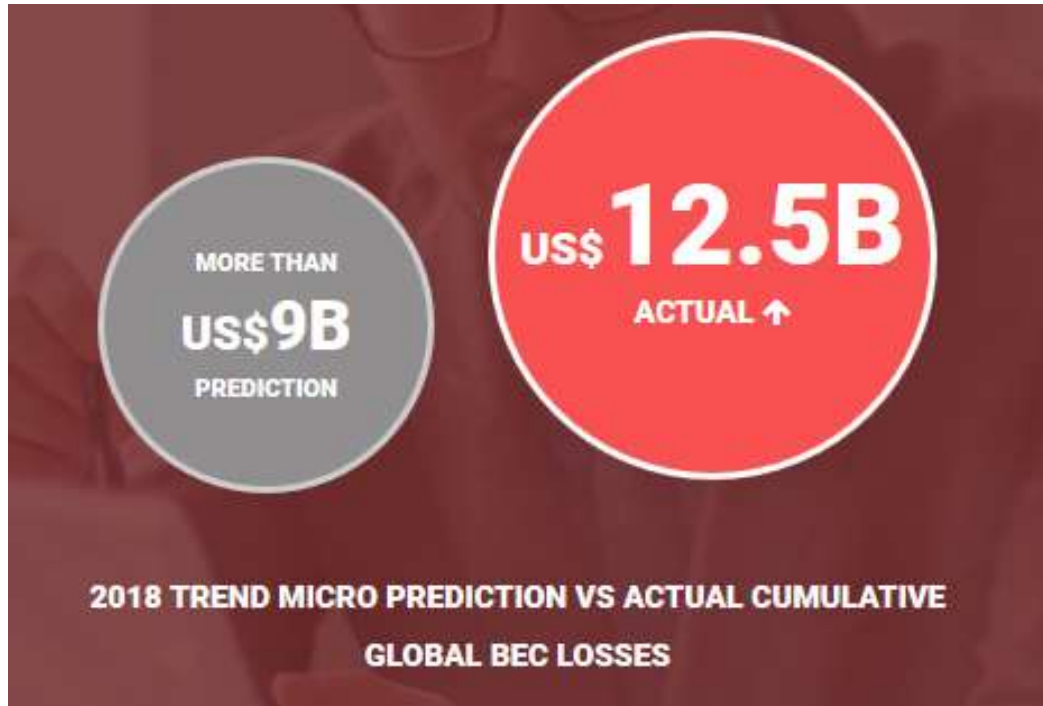 MORE THAN
US$9B
PREDICTION
US$12.5B
ACTUAL ↑
2018 TREND MICRO PREDICTION VS ACTUAL CUMULATIVE
GLOBAL BEC LOSSES